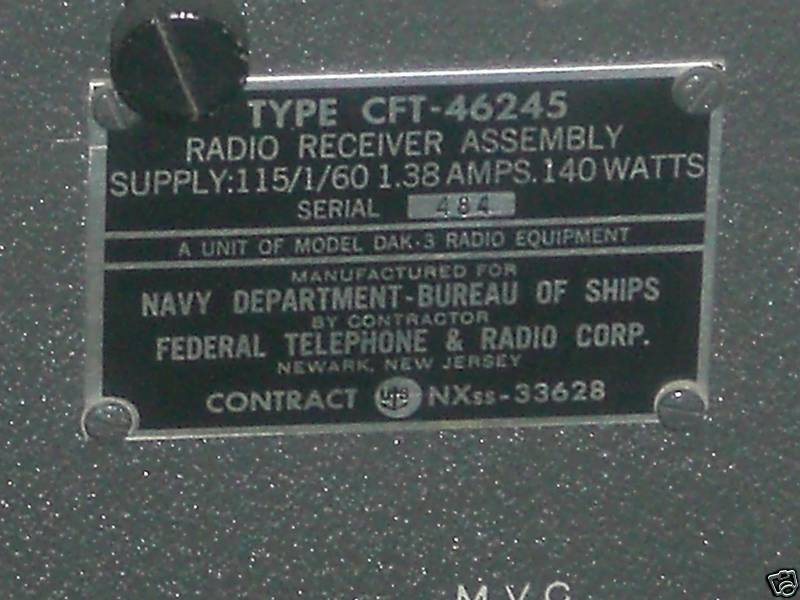 TYPE CFT-46245
RADIO RECEIVER ASSEMBLY
SUPPLY:115/1/60 1.38 AMPS. 140 WATTS
SERIAL 484
A UNIT OF MODEL DAK-3 RADIO EQUIPMENT
MANUFACTURED FOR
NAVY DEPARTMENT-BUREAU OF SHIPS
BY CONTRACTOR
FEDERAL TELEPHONE & RADIO CORP.
NEWARK, NEW JERSEY
CONTRACT NXss-33628
M.V.C.